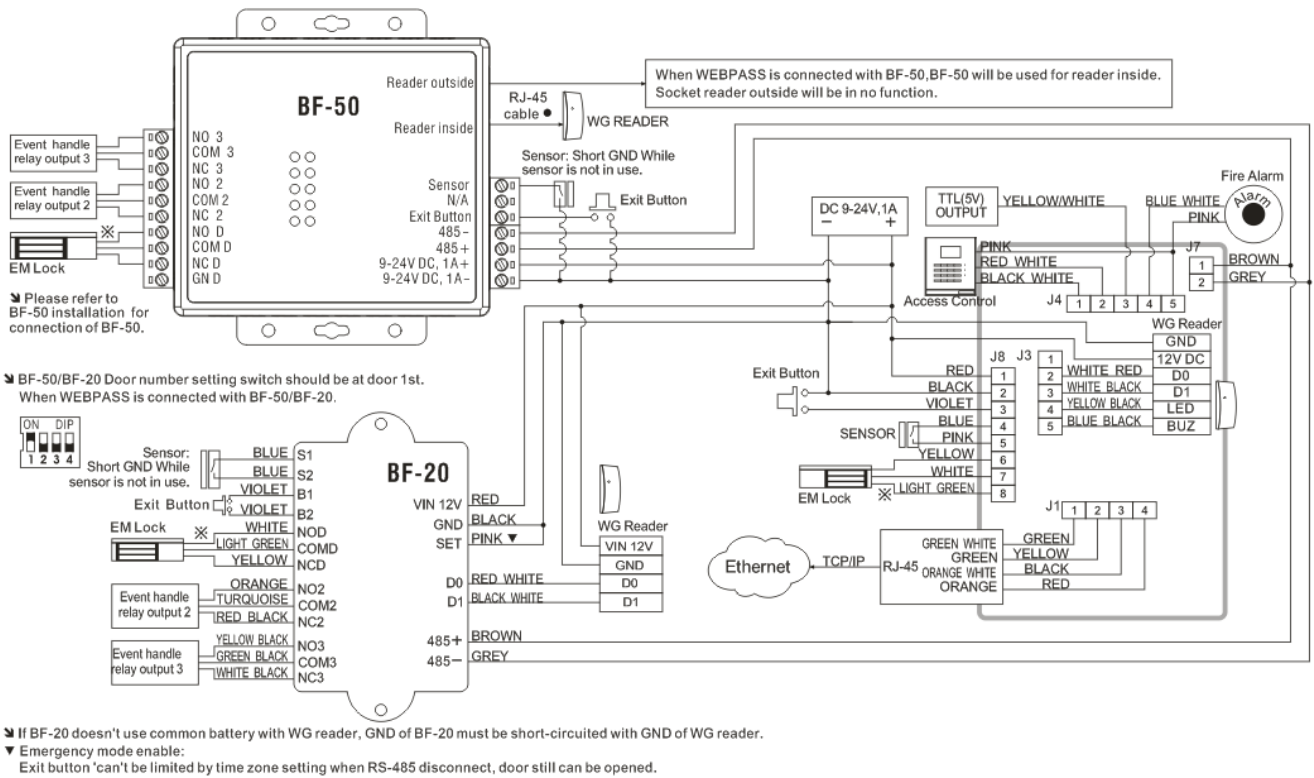 BF-50
Reader outside
Reader inside
When WEBPASS is connected with BF-50,BF-50 will be used for reader inside.
Socket reader outside will be in no function.
RJ-45
cable ●
WG READER
Sensor: Short GND While
sensor is not in use.
Exit Button
Event handle
relay output 3
Event handle
relay output 2
※
EM Lock
NO 3
COM 3
NC 3
NO 2
COM 2
NC 2
NO D
COM D
NC D
GN D
Sensor
N/A
Exit Button
485-
485+
9-24V DC, 1A+
9-24V DC, 1A-
Please refer to
BF-50 installation for
connection of BF-50.
DC 9-24V,1A
− +
TTL(5V)
OUTPUT
YELLOW/WHITE
BLUE WHITE
PINK
Fire Alarm
Alarm
PINK
RED WHITE
BLACK WHITE
Access Control
J4
1 2 3 4 5
J7
1
2
BROWN
GREY
WG Reader
GND
12V DC
D0
D1
LED
BUZ
J3
1
2
3
4
5
WHITE RED
WHITE BLACK
YELLOW BLACK
BLUE BLACK
J8
1
2
3
4
5
6
7
8
RED
BLACK
VIOLET
BLUE
PINK
YELLOW
WHITE
LIGHT GREEN
Exit Button
SENSOR
EM Lock
※
J1
1 2 3 4
GREEN
YELLOW
BLACK
RED
GREEN WHITE
GREEN
ORANGE WHITE
ORANGE
RJ-45
TCP/IP
Ethernet
BF-50/BF-20 Door number setting switch should be at door 1st.
When WEBPASS is connected with BF-50/BF-20.
ON DIP
1 2 3 4
Sensor:
Short GND While
sensor is not in use.
Exit Button
EM Lock
※
Event handle
relay output 2
Event handle
relay output 3
BLUE
BLUE
VIOLET
VIOLET
WHITE
LIGHT GREEN
YELLOW
ORANGE
TURQUOISE
RED BLACK
YELLOW BLACK
GREEN BLACK
WHITE BLACK
S1
S2
B1
B2
NOD
COMD
NCD
NO2
COM2
NC2
NO3
COM3
NC3
BF-20
VIN 12V
GND
SET
D0
D1
485+
485−
RED
BLACK
PINK ▼
RED WHITE
BLACK WHITE
BROWN
GREY
WG Reader
VIN 12V
GND
D0
D1
If BF-20 doesn't use common battery with WG reader, GND of BF-20 must be short-circuited with GND of WG reader.
▼ Emergency mode enable:
Exit button 'can't be limited by time zone setting when RS-485 disconnect, door still can be opened.